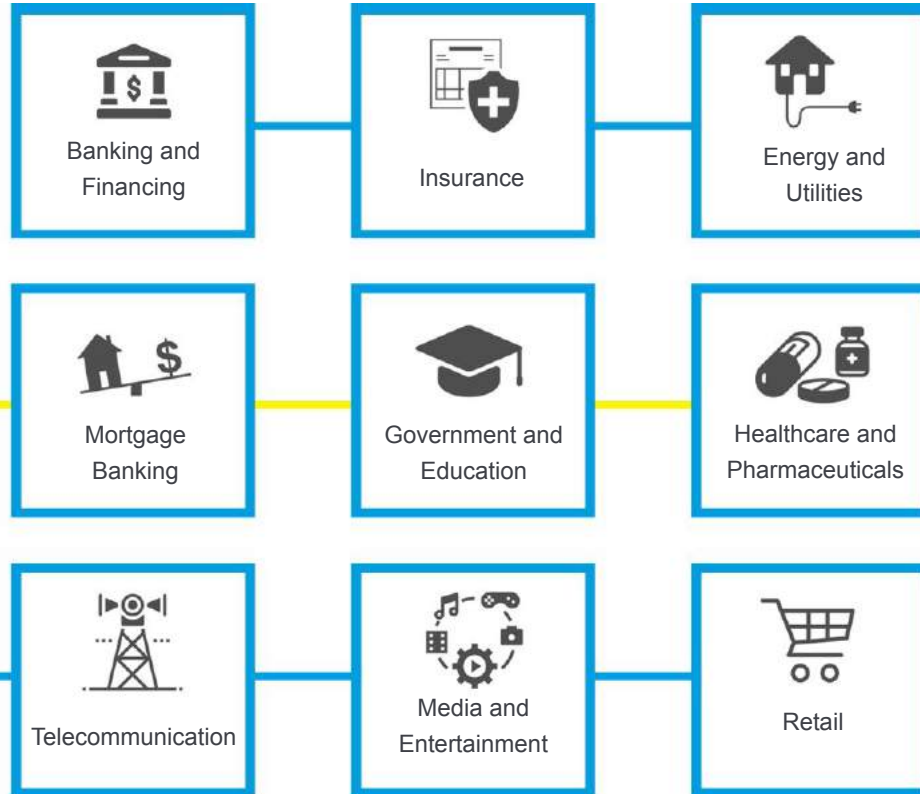 Banking and
Financing
Insurance
Energy and
Utilities
Mortgage
Banking
Government and
Education
Healthcare and
Pharmaceuticals
Telecommunication
Media and
Entertainment
Retail